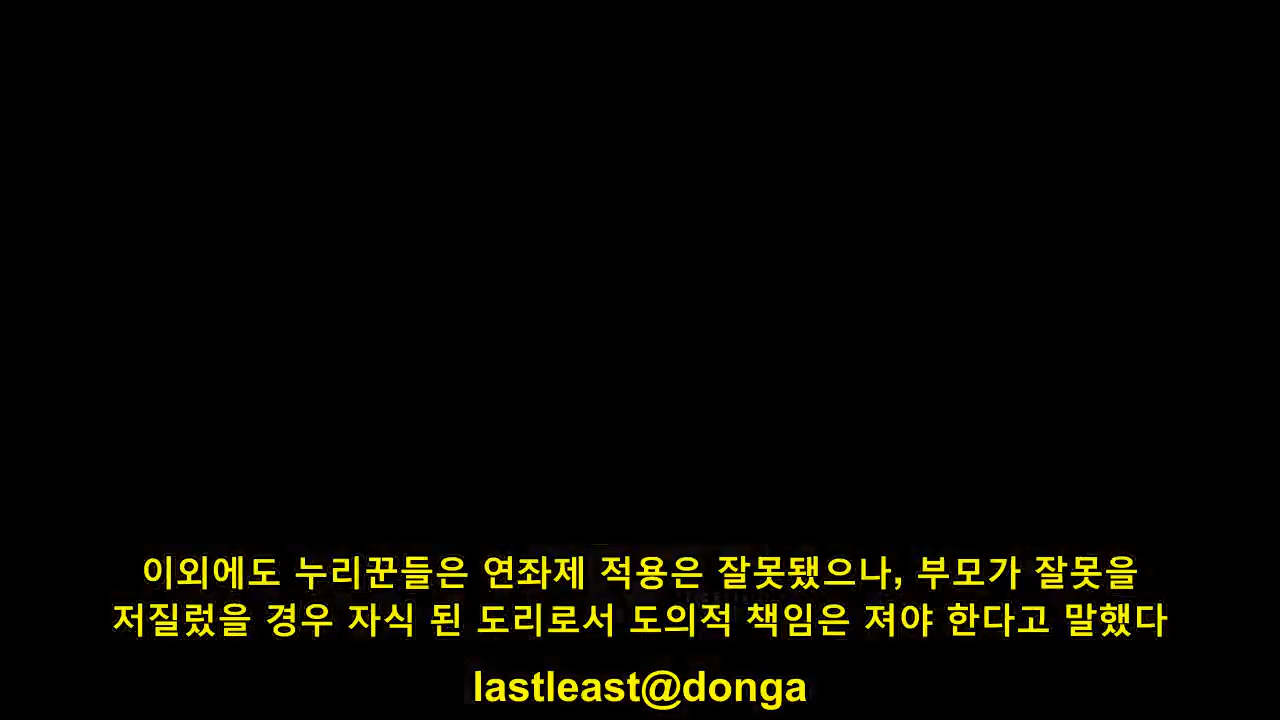 이외에도 누리꾼들은 연좌제 적용은 잘못됐으나, 부모가 잘못을
저질렀을 경우 자식 된 도리로서 도의적 책임은 져야 한다고 말했다
lastleast@donga